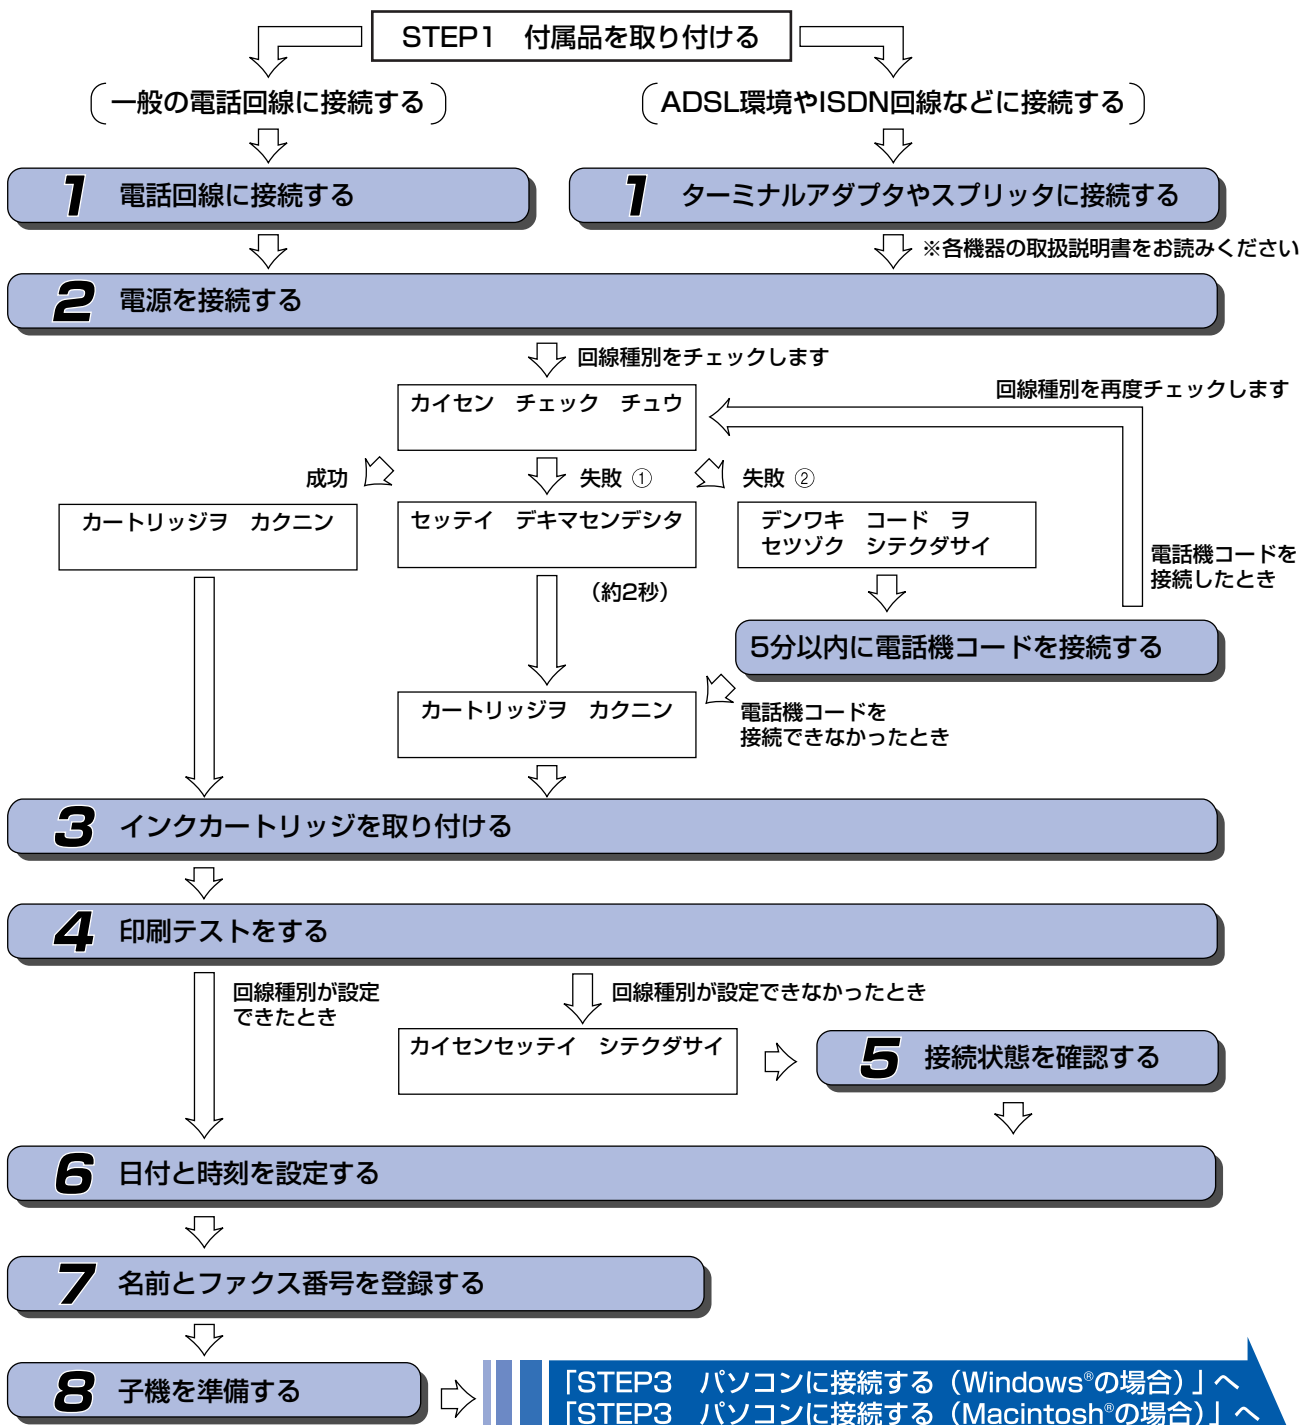 STEP1　付属品を取り付ける
一般の電話回線に接続する
ADSL環境やISDN回線などに接続する
1 電話回線に接続する
1 ターミナルアダプタやスプリッタに接続する
※各機器の取扱説明書をお読みください
2 電源を接続する
回線種別をチェックします
回線種別を再度チェックします
カイセン　チェック　チュウ
成功
失敗 ①
失敗 ②
カートリッジヲ　カクニン
セッテイ　デキマセンデシタ
デンワキ　コード　ヲ
セツゾク　シテクダサイ
電話機コードを
接続したとき
（約2秒）
5分以内に電話機コードを接続する
カートリッジヲ　カクニン
電話機コードを
接続できなかったとき
3 インクカートリッジを取り付ける
4 印刷テストをする
回線種別が設定
できたとき
回線種別が設定できなかったとき
カイセンセッテイ　シテクダサイ
5 接続状態を確認する
6 日付と時刻を設定する
7 名前とファクス番号を登録する
8 子機を準備する
「STEP3　パソコンに接続する（Windows®の場合）」へ
「STEP3　パソコンに接続する（Macintosh®の場合）」へ